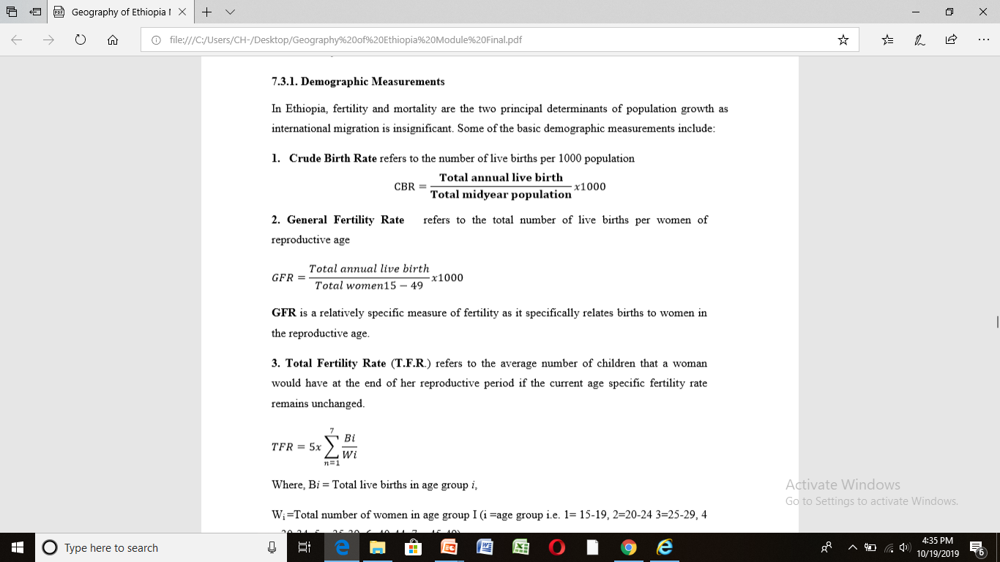 Geography of Ethiopia
file:///C:/Users/CH-/Desktop/Geography%20of%20Ethiopia%20Module%20Final.pdf
7.3.1. Demographic Measurements
In Ethiopia, fertility and mortality are the two principal determinants of population growth as
international migration is insignificant. Some of the basic demographic measurements include:
1. Crude Birth Rate refers to the number of live births per 1000 population
CBR = Total annual live birth / Total midyear population x1000
2. General Fertility Rate refers to the total number of live births per women of
reproductive age
GFR = Total annual live birth / Total women15 − 49 x1000
GFR is a relatively specific measure of fertility as it specifically relates births to women in
the reproductive age.
3. Total Fertility Rate (T.F.R.) refers to the average number of children that a woman
would have at the end of her reproductive period if the current age specific fertility rate
remains unchanged.
TFR = 5x 7 ∑ n=1 Bi / Wi
Where, Bi = Total live births in age group i,
Wi=Total number of women in age group I (i =age group i.e. 1= 15-19, 2=20-24 3=25-29, 4
Activate Windows
Go to Settings to activate Windows.
Type here to search
4:35 PM
10/19/2019
6